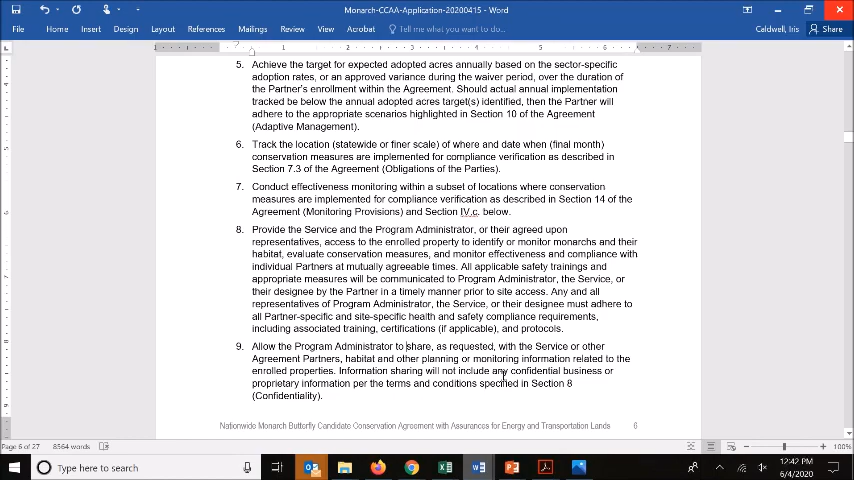 Monarch-CCAA-Application-20200415 - Word
Caldwell, Iris
File Home Insert Design Layout References Mailings Review View Acrobat Tell me what you want to do... Share
5. Achieve the target for expected adopted acres annually based on the sector-specific
adoption rates, or an approved variance during the waiver period, over the duration of
the Partner's enrollment within the Agreement. Should actual annual implementation
tracked be below the annual adopted acres target(s) identified, then the Partner will
adhere to the appropriate scenarios highlighted in Section 10 of the Agreement
(Adaptive Management).
6. Track the location (statewide or finer scale) of where and date when (final month)
conservation measures are implemented for compliance verification as described in
Section 7.3 of the Agreement (Obligations of the Parties).
7. Conduct effectiveness monitoring within a subset of locations where conservation
measures are implemented for compliance verification as described in Section 14 of the
Agreement (Monitoring Provisions) and Section IV.c. below.
8. Provide the Service and the Program Administrator, or their agreed upon
representatives, access to the enrolled property to identify or monitor monarchs and their
habitat, evaluate conservation measures, and monitor effectiveness and compliance with
individual Partners at mutually agreeable times. All applicable safety trainings and
appropriate measures will be communicated to Program Administrator, the Service, or
their designee by the Partner in a timely manner prior to site access. Any and all
representatives of Program Administrator, the Service, or their designee must adhere to
all Partner-specific and site-specific health and safety compliance requirements,
including associated training, certifications (if applicable), and protocols.
9. Allow the Program Administrator to share, as requested, with the Service or other
Agreement Partners, habitat and other planning or monitoring information related to the
enrolled properties. Information sharing will not include any confidential business or
proprietary information per the terms and conditions specified in Section 8
(Confidentiality).
Nationwide Monarch Butterfly Candidate Conservation Agreement with Assurances for Energy and Transportation Lands 6
Page 6 of 27 8564 words 100%
Type here to search
12:42 PM
6/4/2020